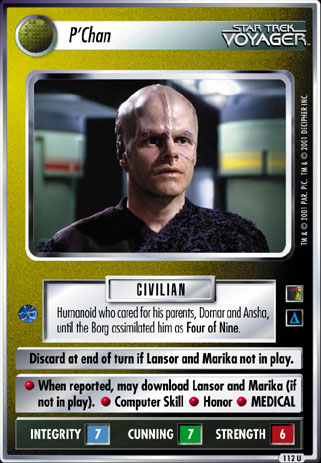 P'Chan
STAR TREK
VOYAGER™
TM & © 2001 PAR. PIC. TM & © 2001 DECIPHER INC.
CIVILIAN
Humanoid who cared for his parents, Dornar and Ansha,
until the Borg assimilated him as Four of Nine.
Discard at end of turn if Lansor and Marika not in play.
• When reported, may download Lansor and Marika (if
not in play). • Computer Skill • Honor • MEDICAL
INTEGRITY 7 CUNNING 7 STRENGTH 6
112 U